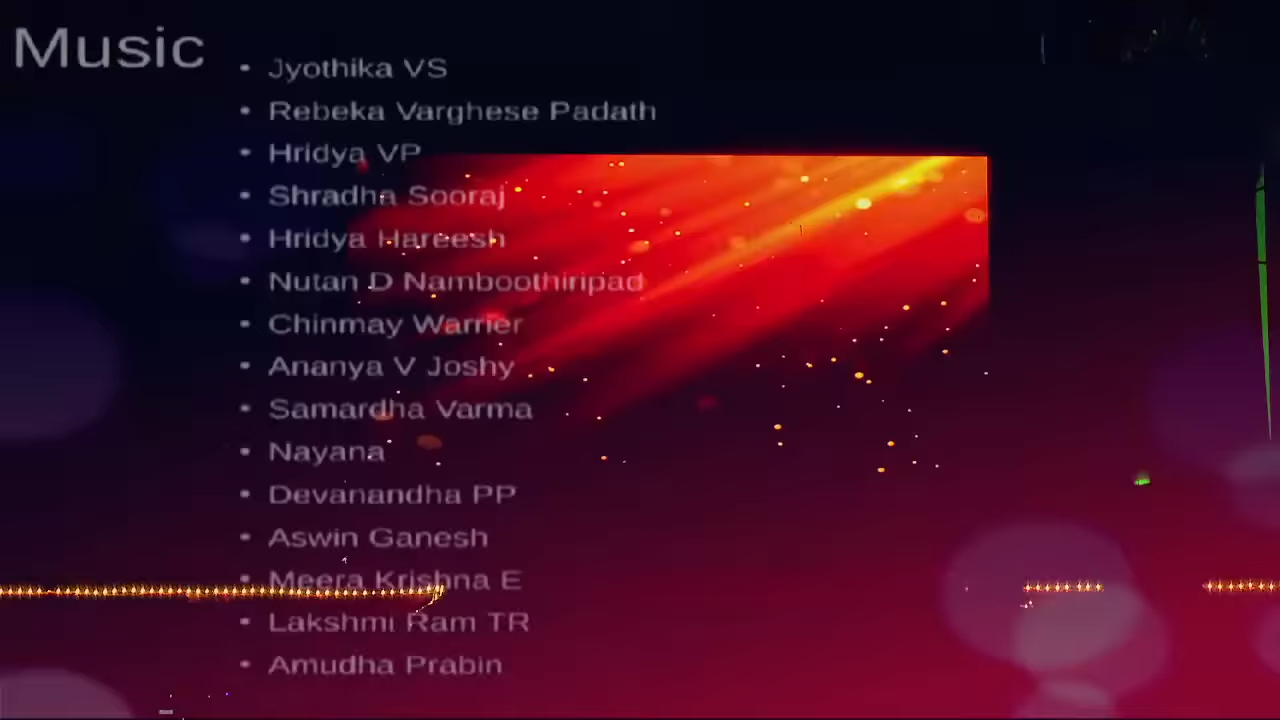 Music
• Jyothika VS
• Rebeka Varghese Padath
• Hridya VP
• Shradha Sooraj
• Hridya Hareesh
• Nutan D Namboothiripad
• Chinmay Warrier
• Ananya V Joshy
• Samardha Varma
• Nayana
• Devanandha PP
• Aswin Ganesh
• Meera Krishna E
• Lakshmi Ram TR
• Amudha Prabin